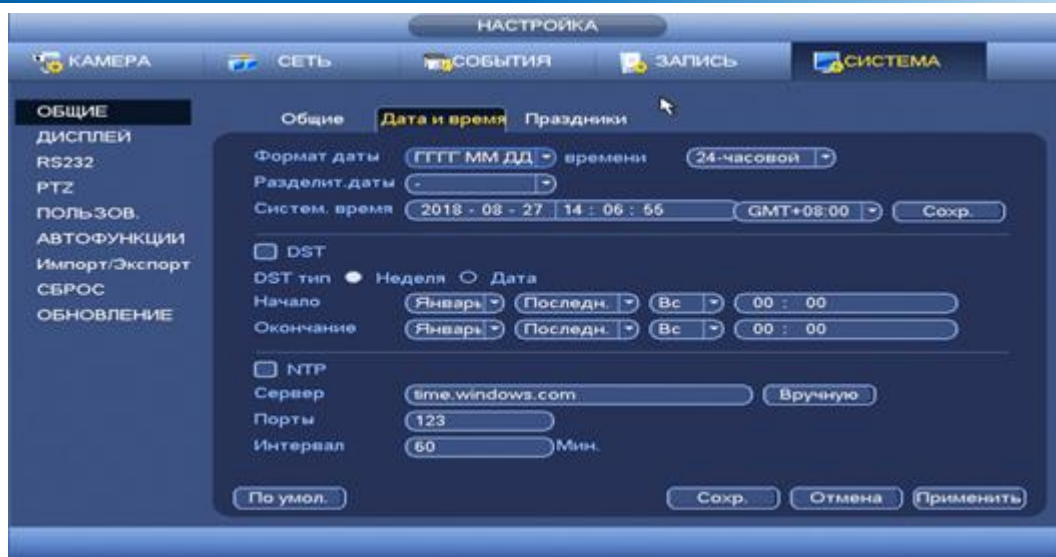 НАСТРОЙКА
КАМЕРА СЕТЬ СОБЫТИЯ ЗАПИСЬ СИСТЕМА
ОБЩИЕ
ДИСПЛЕЙ
RS232
PTZ
ПОЛЬЗОВ.
АВТОФУНКЦИИ
Импорт/Экспорт
СБРОС
ОБНОВЛЕНИЕ
Общие Дата и время Праздники
Формат даты ГГГГ ММ ДД времени 24-часовой
Разделит.даты -
Систем. время 2018 - 08 - 27 14 : 06 : 55 GMT+08:00 Сохр.
DST
DST тип Неделя Дата
Начало Январь Последн. Вс 00 : 00
Окончание Январь Последн. Вс 00 : 00
NTP
Сервер time.windows.com Вручную
Порты 123
Интервал 60 Мин.
По умол. Сохр. Отмена Применить